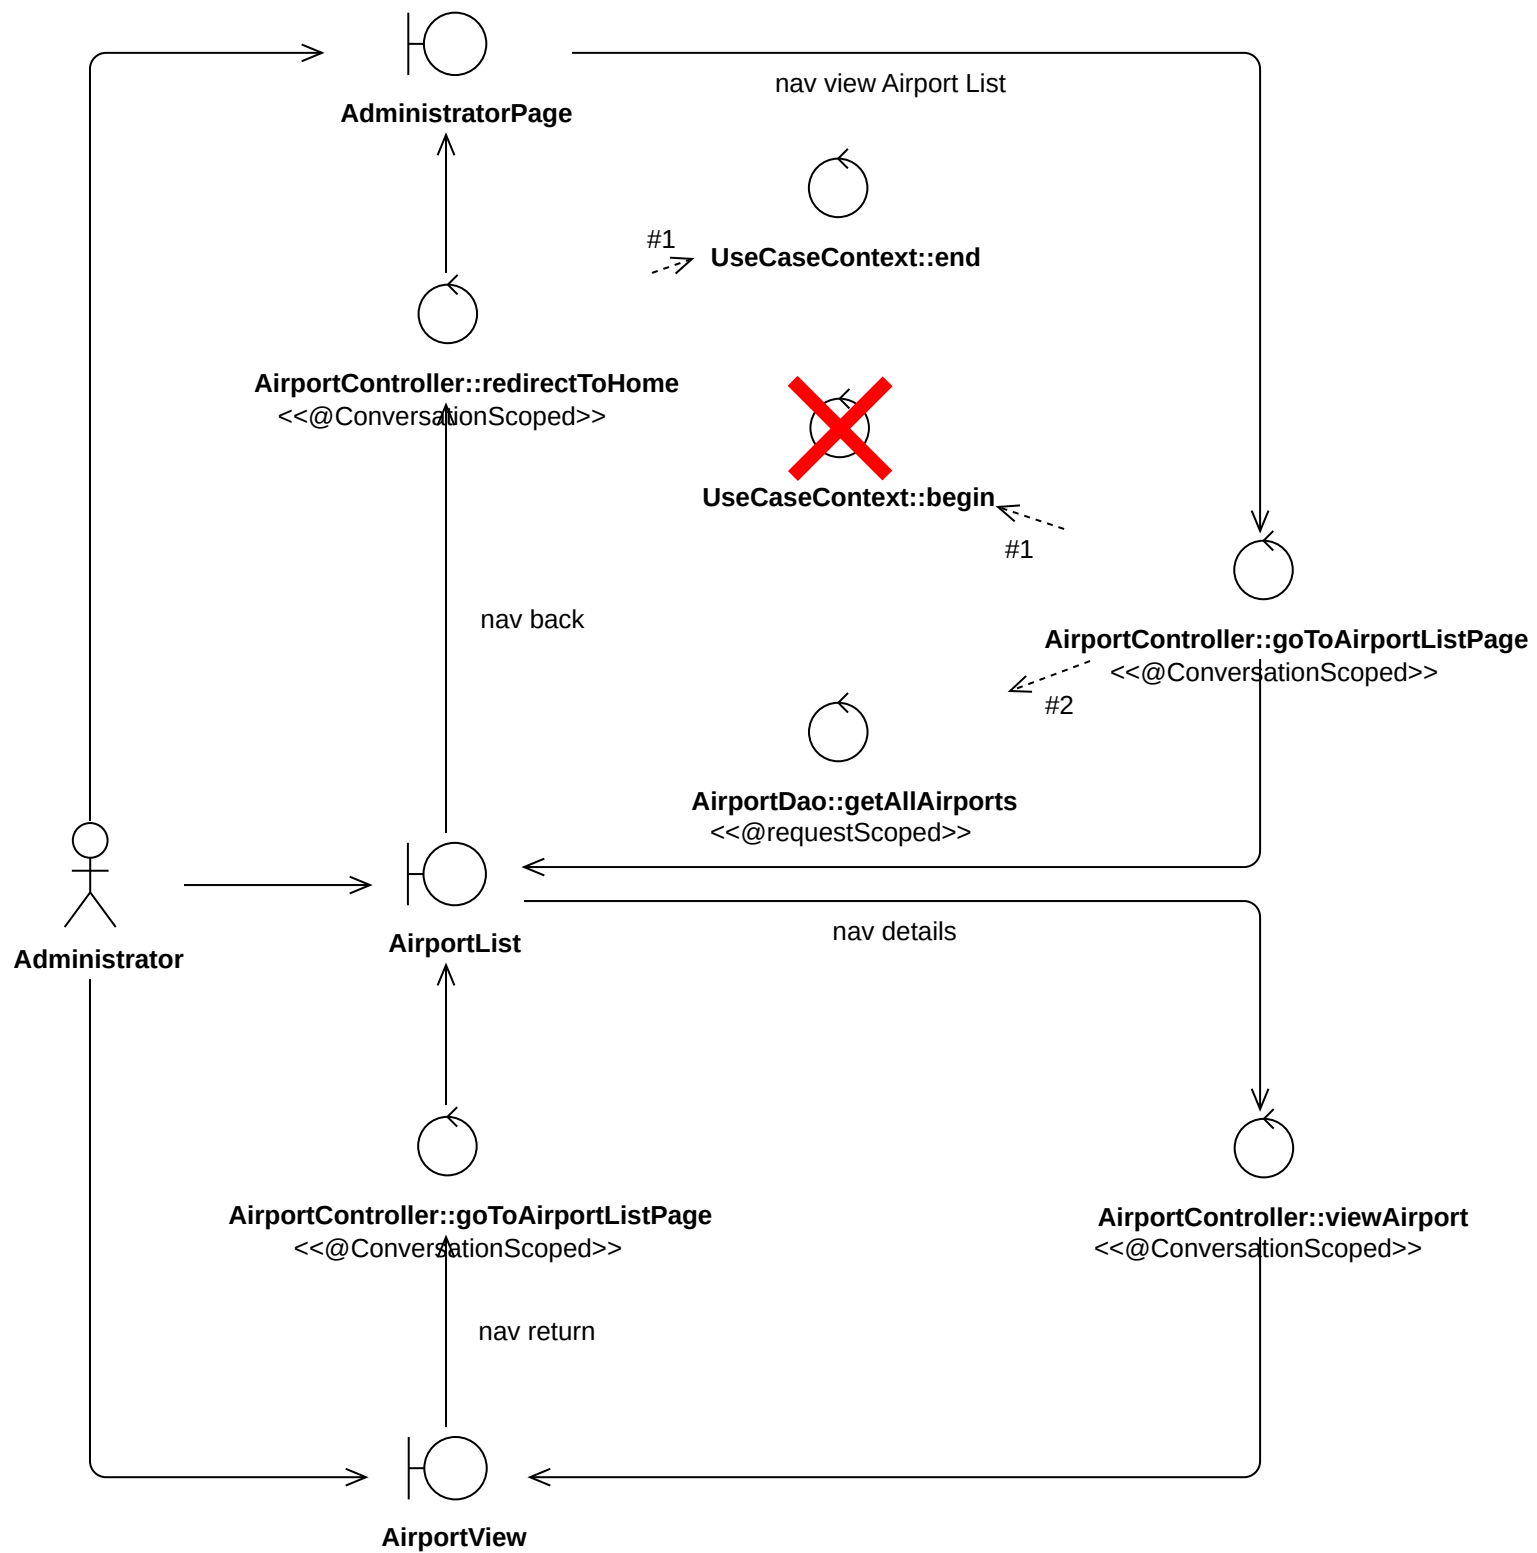 AdministratorPage
nav view Airport List
#1
UseCaseContext::end
AirportController::redirectToHome
<<@ConversationScoped>>
UseCaseContext::begin
#1
nav back
AirportController::goToAirportListPage
<<@ConversationScoped>>
#2
AirportDao::getAllAirports
<<@requestScoped>>
Administrator
AirportList
nav details
AirportController::goToAirportListPage
<<@ConversationScoped>>
AirportController::viewAirport
<<@ConversationScoped>>
nav return
AirportView